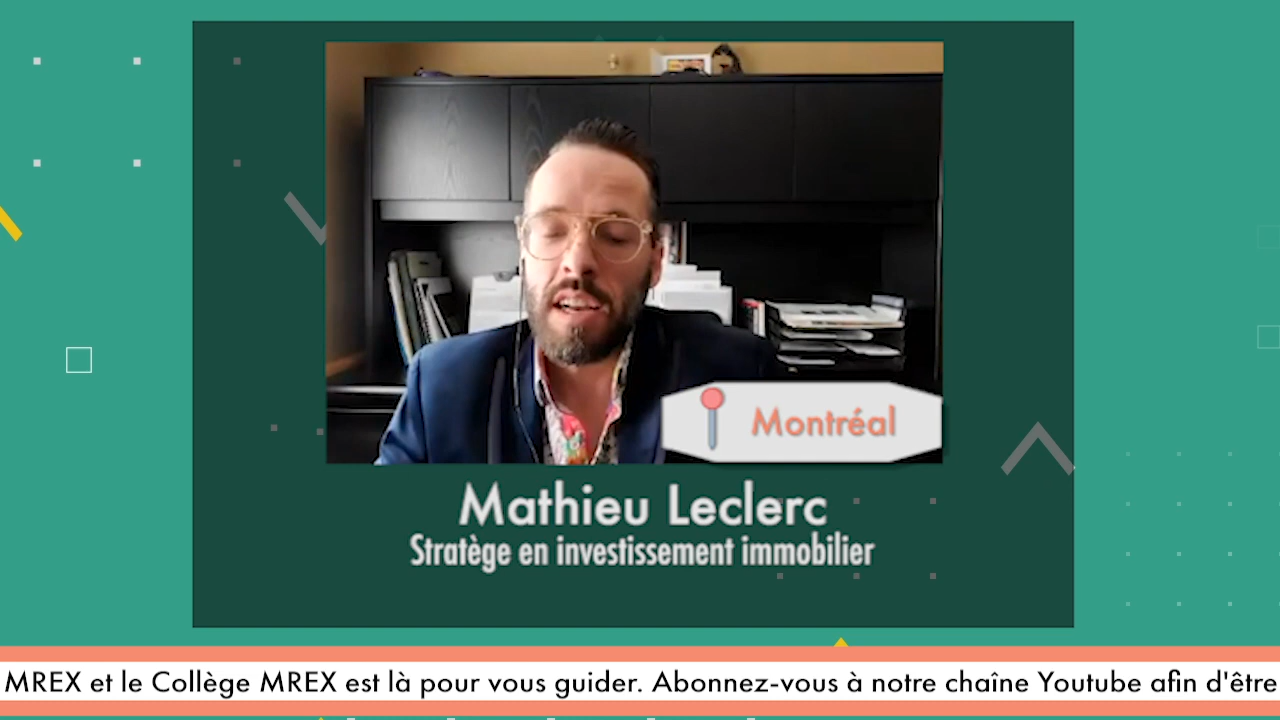 Montréal
Mathieu Leclerc
Stratège en investissement immobilier
MREX et le Collège MREX est là pour vous guider. Abonnez-vous à notre chaîne Youtube afin d'être